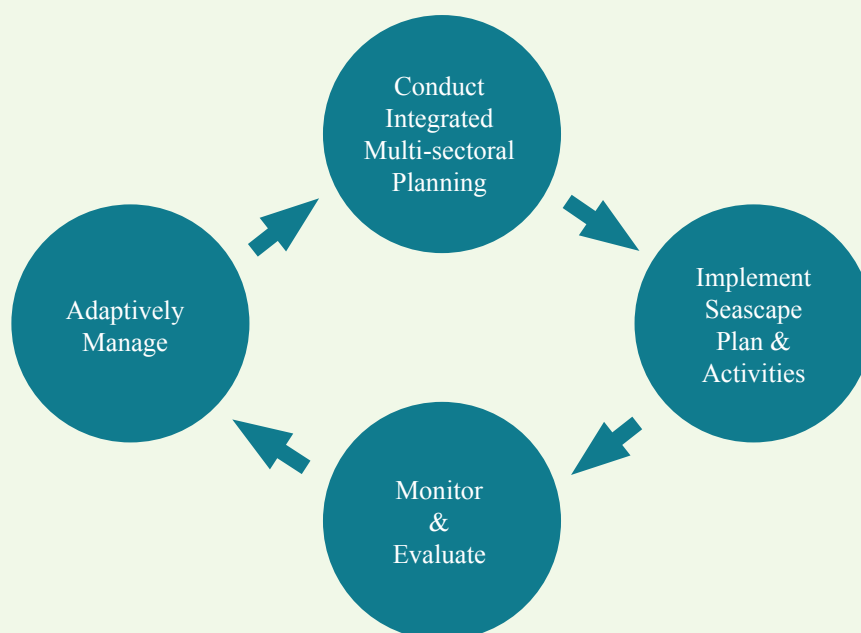 Conduct
Integrated
Multi-sectoral
Planning
Implement
Seascape
Plan &
Activities
Monitor
&
Evaluate
Adaptively
Manage